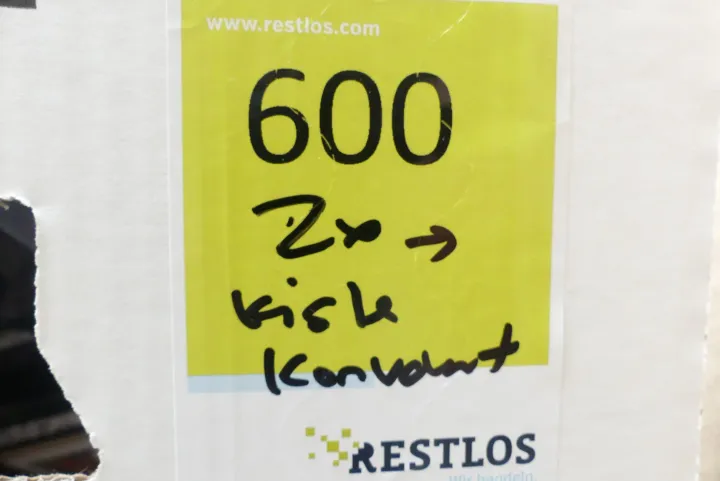 www.restlos.com
600
2x →
Kiste
Konvolut
RESTLOS